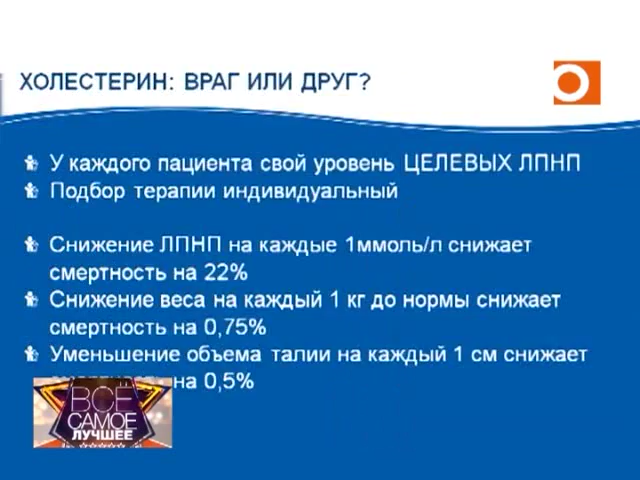 ХОЛЕСТЕРИН: ВРАГ ИЛИ ДРУГ?
У каждого пациента свой уровень ЦЕЛЕВЫХ ЛПНП
Подбор терапии индивидуальный
Снижение ЛПНП на каждые 1ммоль/л снижает
смертность на 22%
Снижение веса на каждый 1 кг до нормы снижает
смертность на 0,75%
Уменьшение объема талии на каждый 1 см снижает
на 0,5%
ВСЁ
САМОЕ
ЛУЧШЕЕ